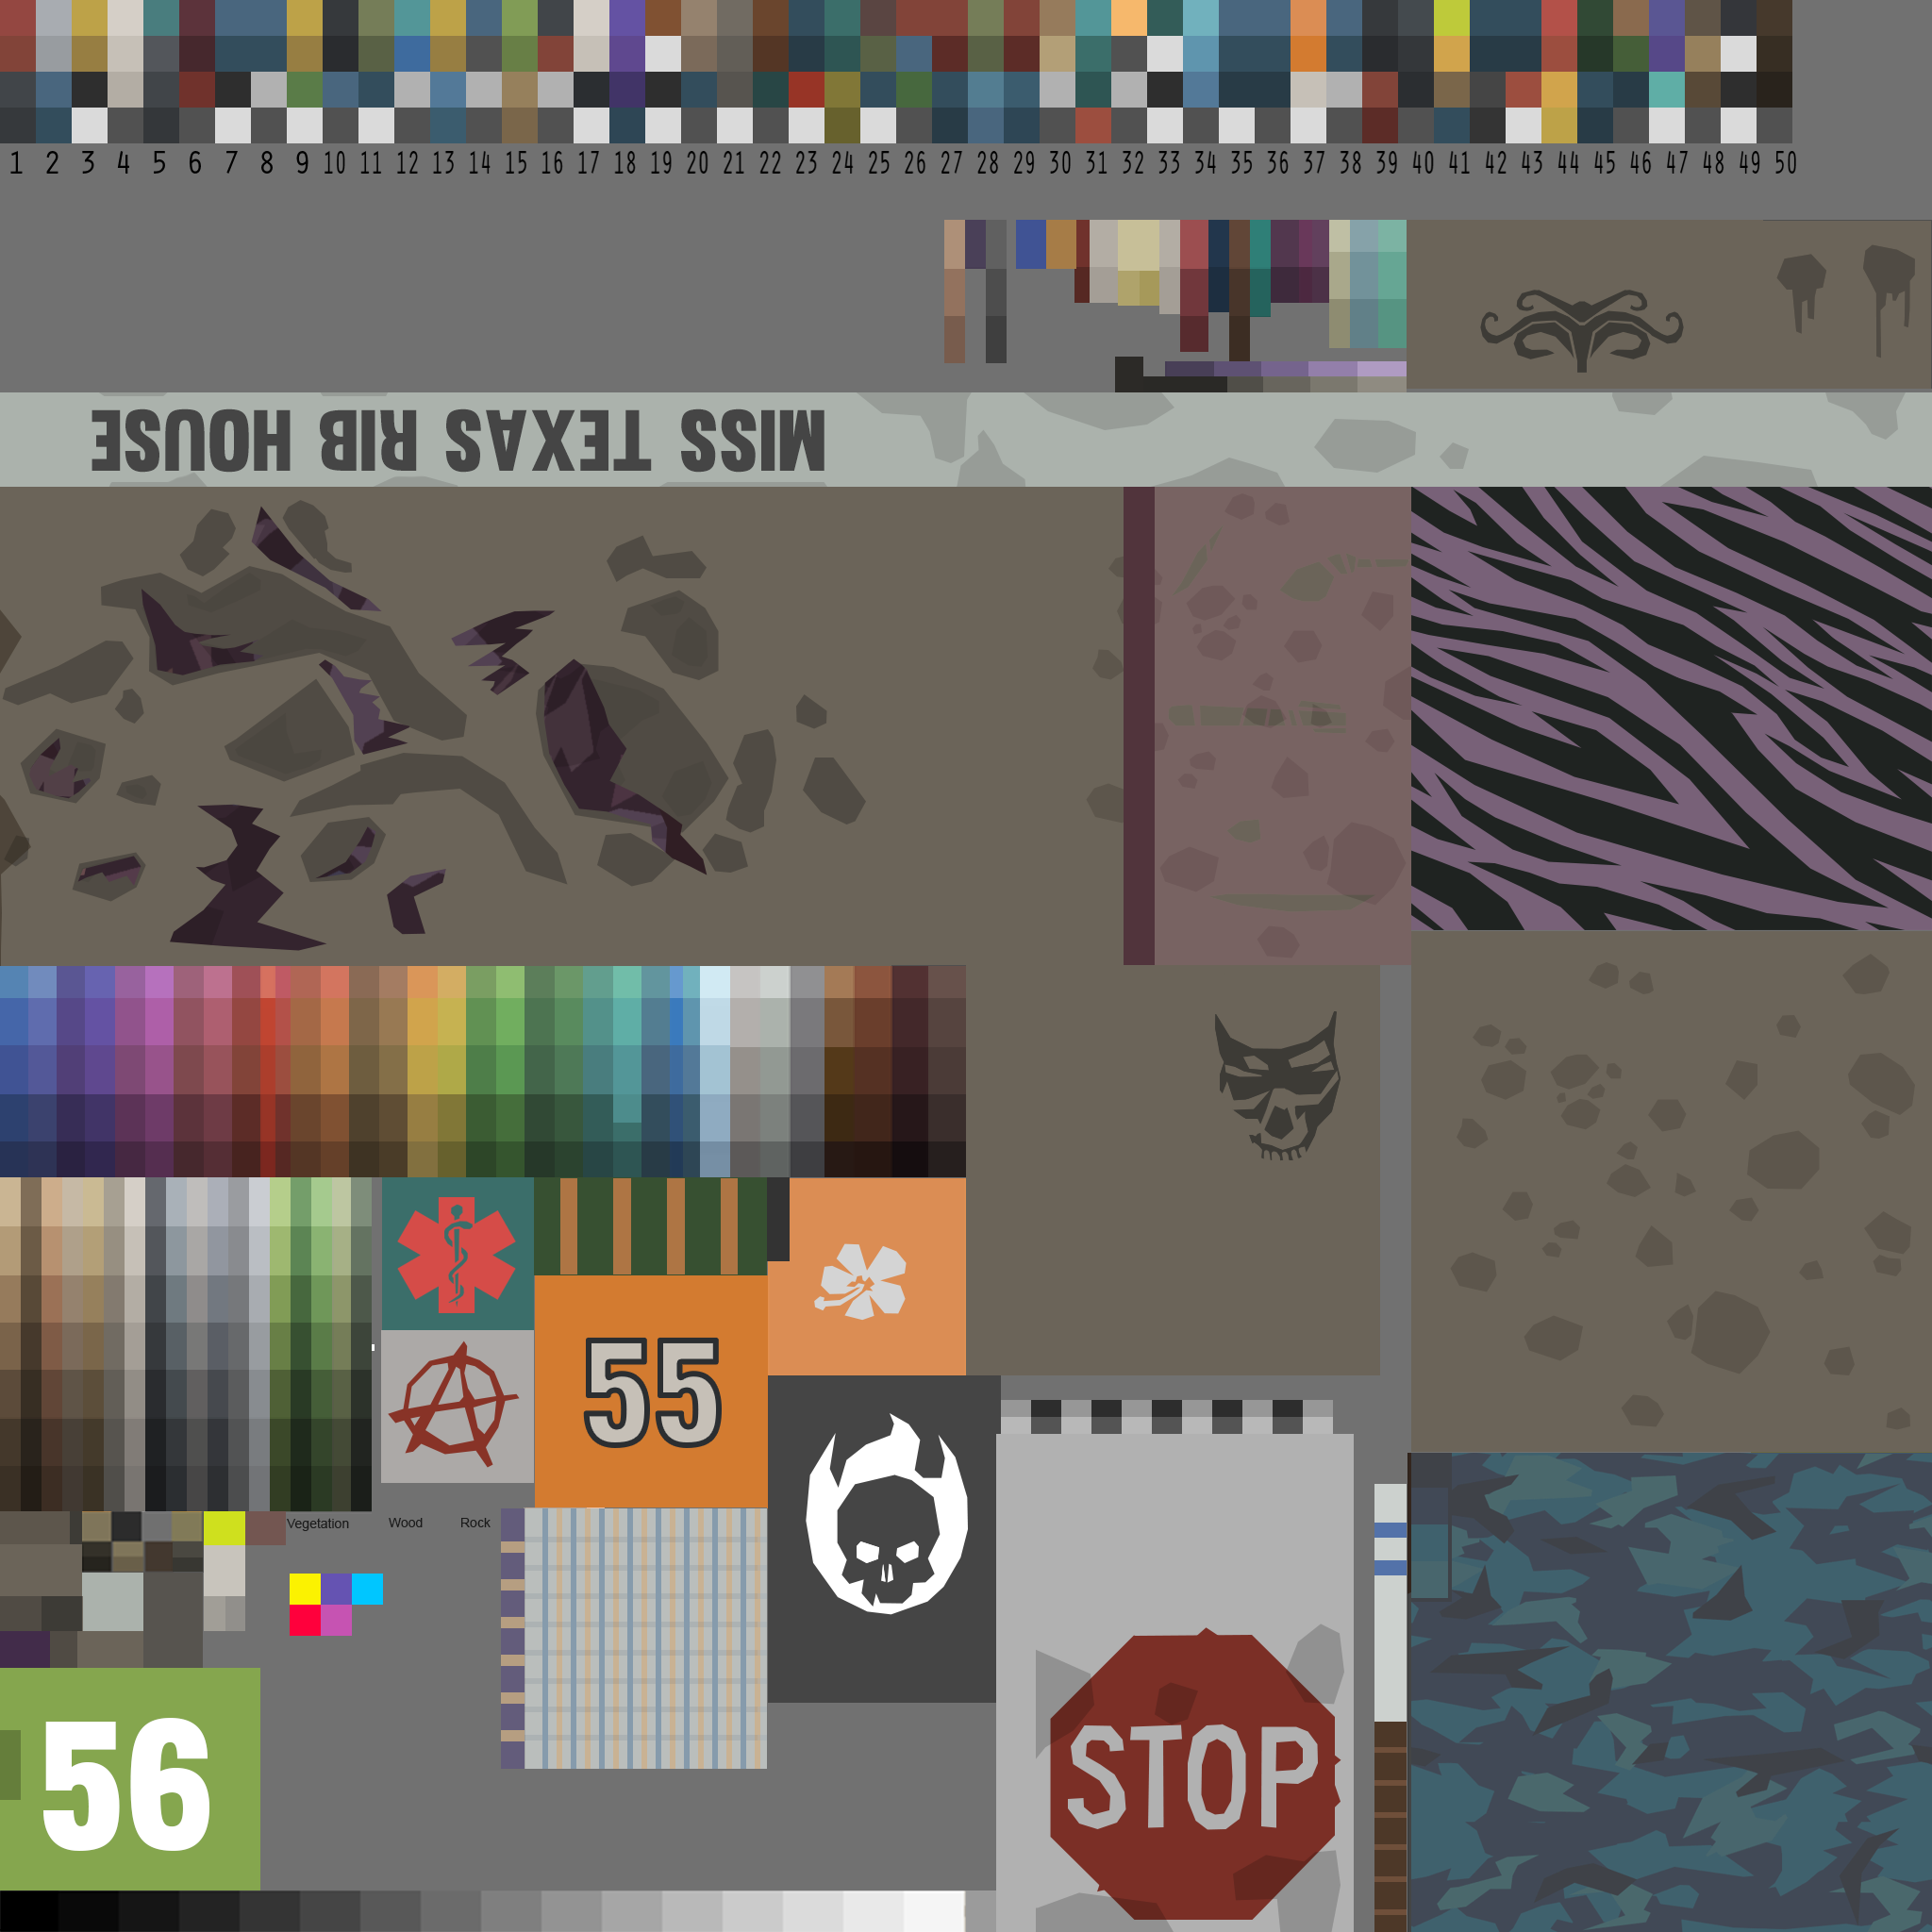 1 2 3 4 5 6 7 8 9 10 11 12 13 14 15 16 17 18 19 20 21 22 23 24 25 26 27 28 29 30 31 32 33 34 35 36 37 38 39 40 41 42 43 44 45 46 47 48 49 50
MISS TEXAS RIB HOUSE
55
Vegetation Wood Rock
56
STOP